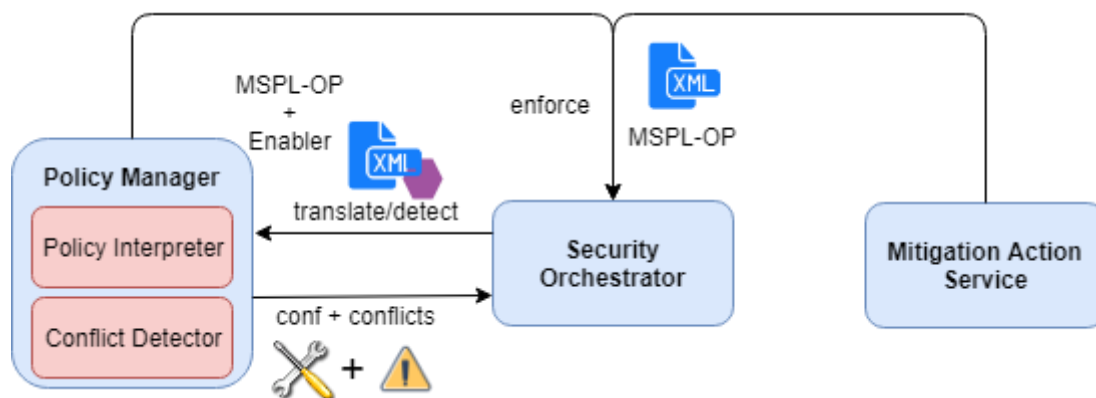 MSPL-OP
+
Enabler
XML
translate/detect
enforce
XML
MSPL-OP
Policy Manager
Policy Interpreter
Conflict Detector
conf + conflicts
+
Security
Orchestrator
Mitigation Action
Service